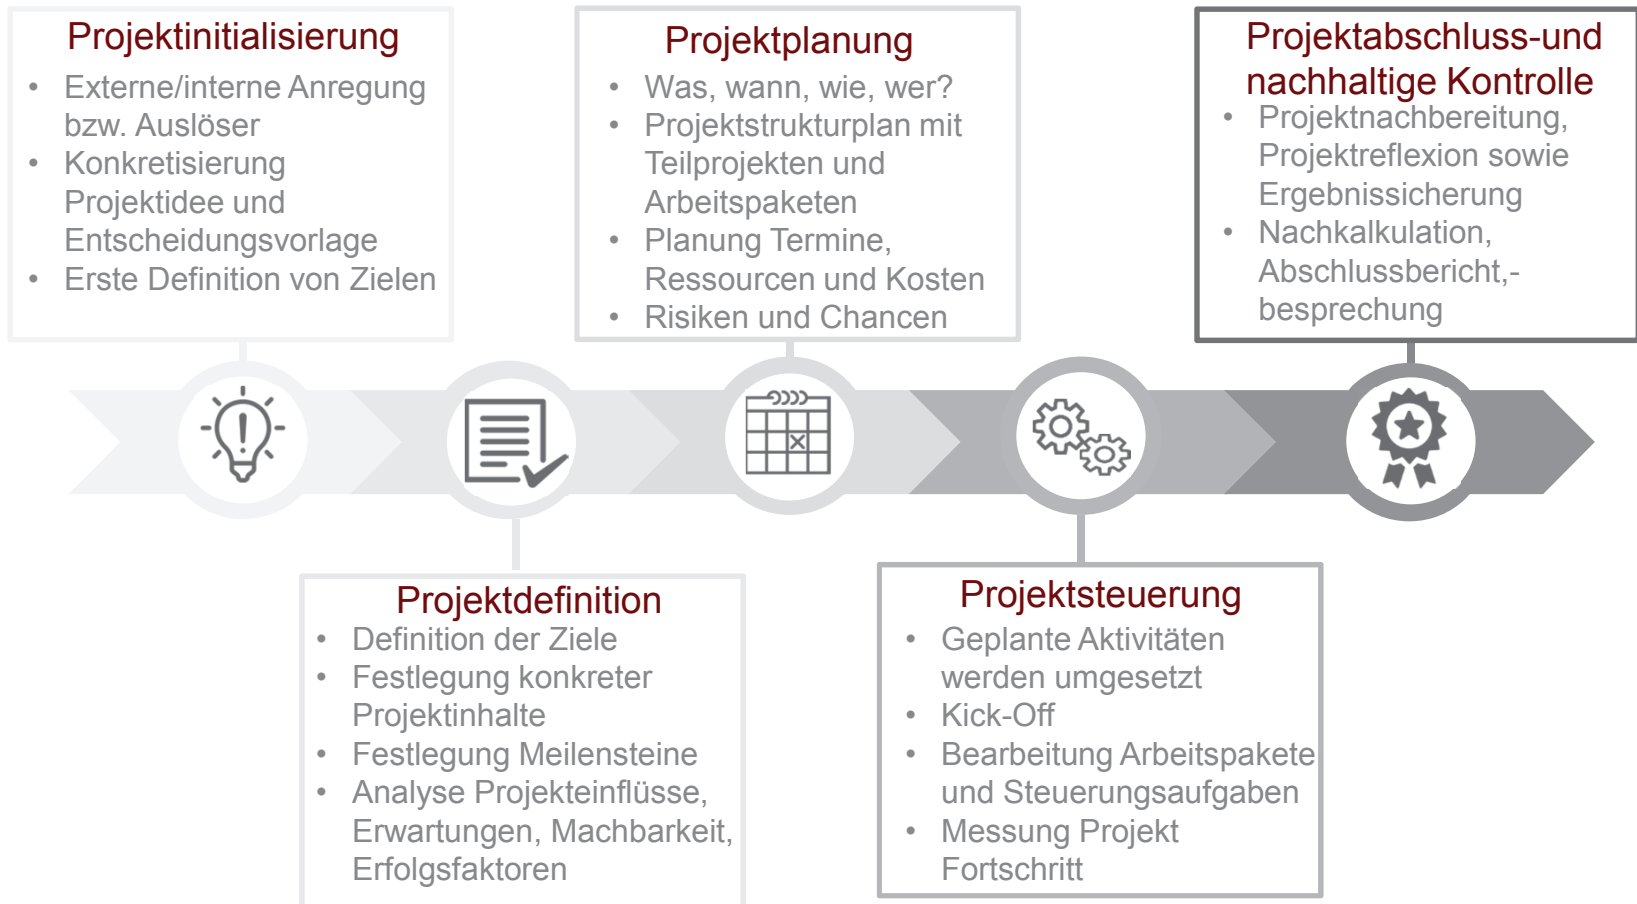 Projektinitialisierung
• Externe/interne Anregung
bzw. Auslöser
• Konkretisierung
Projektidee und
Entscheidungsvorlage
• Erste Definition von Zielen
Projektdefinition
• Definition der Ziele
• Festlegung konkreter
Projektinhalte
• Festlegung Meilensteine
• Analyse Projekteinflüsse,
Erwartungen, Machbarkeit,
Erfolgsfaktoren
Projektplanung
• Was, wann, wie, wer?
• Projektstrukturplan mit
Teilprojekten und
Arbeitspaketen
• Planung Termine,
Ressourcen und Kosten
• Risiken und Chancen
Projektsteuerung
• Geplante Aktivitäten
werden umgesetzt
• Kick-Off
• Bearbeitung Arbeitspakete
und Steuerungsaufgaben
• Messung Projekt
Fortschritt
Projektabschluss-und
nachhaltige Kontrolle
• Projektnachbereitung,
Projektreflexion sowie
Ergebnissicherung
• Nachkalkulation,
Abschlussbericht,-
besprechung